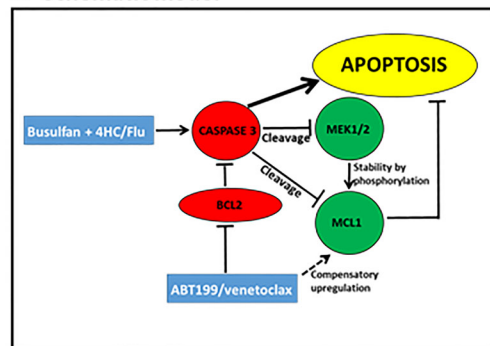 APOPTOSIS
Busulfan + 4HC/Flu
CASPASE 3
Cleavage
MEK1/2
Cleavage
Stability by
phosphorylation
BCL2
MCL1
ABT199/venetoclax
Compensatory
upregulation